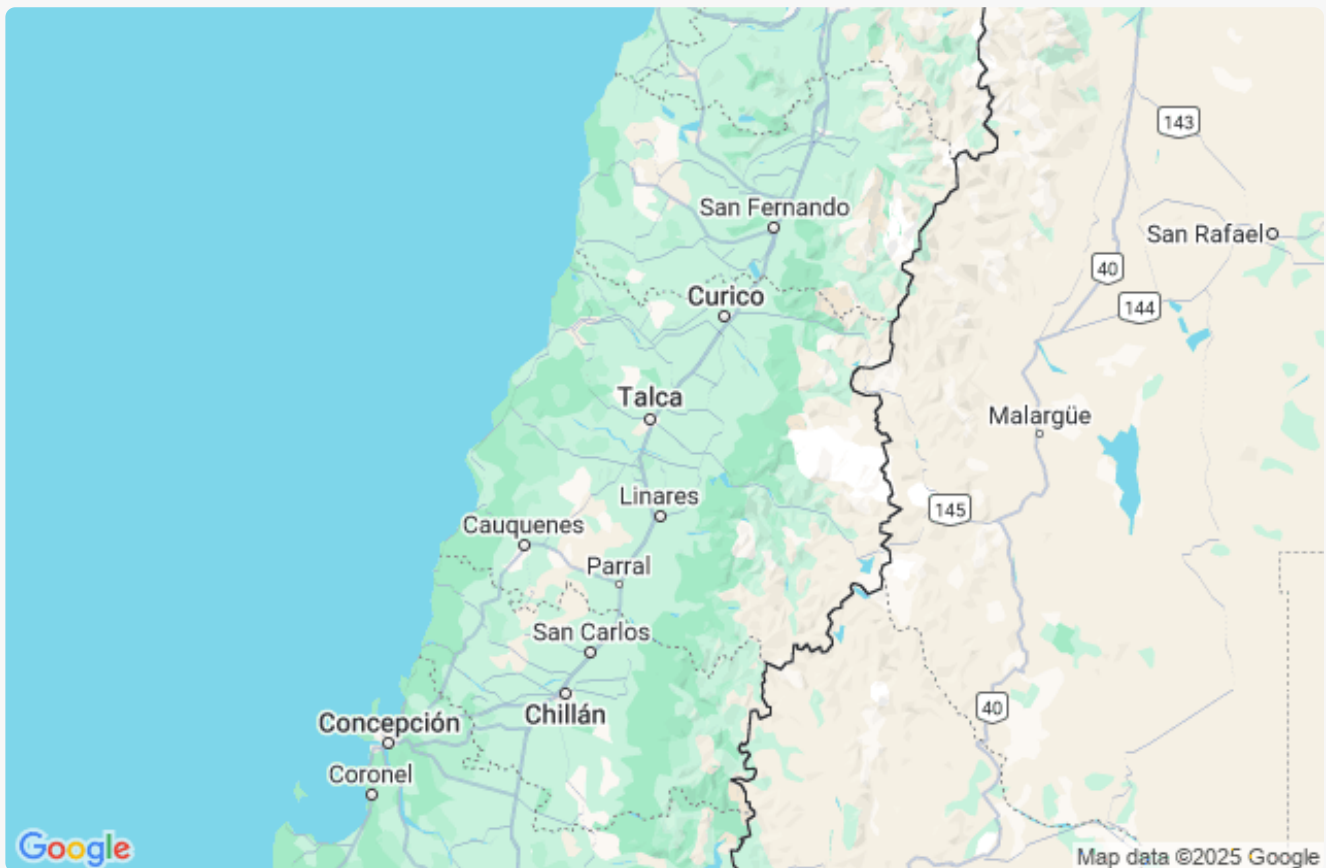 143
San Fernando
San Rafael
40
Curico
144
Talca
Malargüe
Linares
145
Cauquenes
Parral
San Carlos
40
Chillán
Concepción
Coronel
Google
Map data ©2025 Google